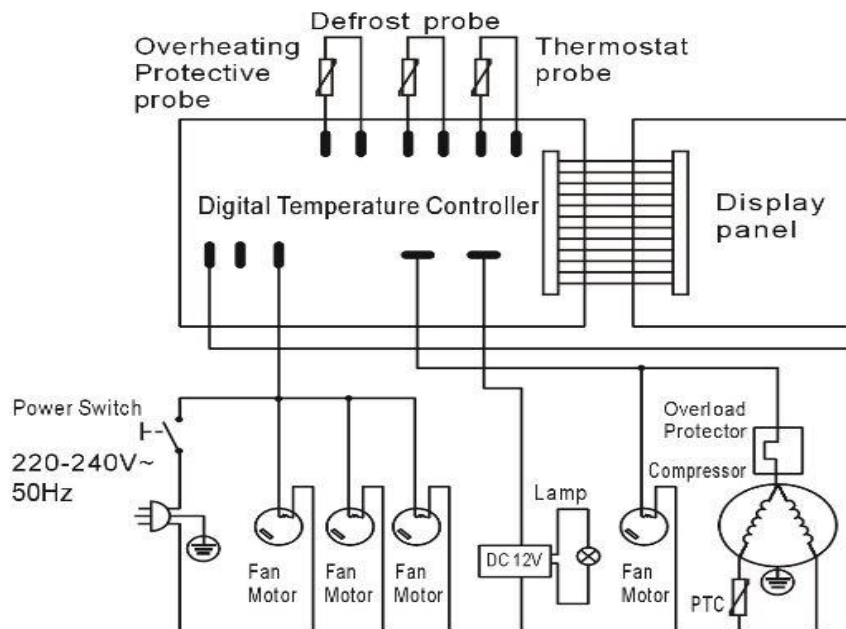 Defrost probe
Overheating
Protective
probe
Thermostat
probe
Digital Temperature Controller
Display
panel
Power Switch
220-240V~
50Hz
Overload
Protector
Compressor
Lamp
DC 12V
Fan
Motor
Fan
Motor
Fan
Motor
Fan
Motor
PTC